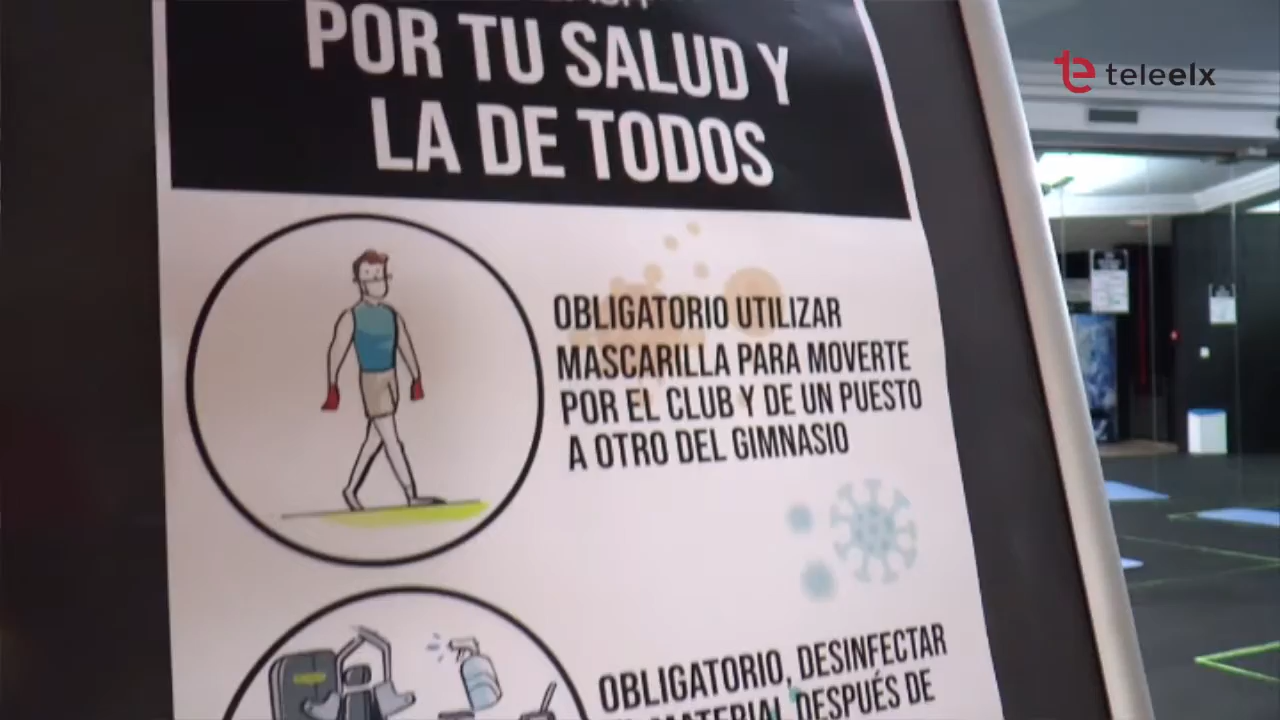 teleelx
POR TU SALUD Y
LA DE TODOS
OBLIGATORIO UTILIZAR
MASCARILLA PARA MOVERTE
POR EL CLUB Y DE UN PUESTO
A OTRO DEL GIMNASIO
OBLIGATORIO, DESINFECTAR
MATERIAL DESPUÉS DE